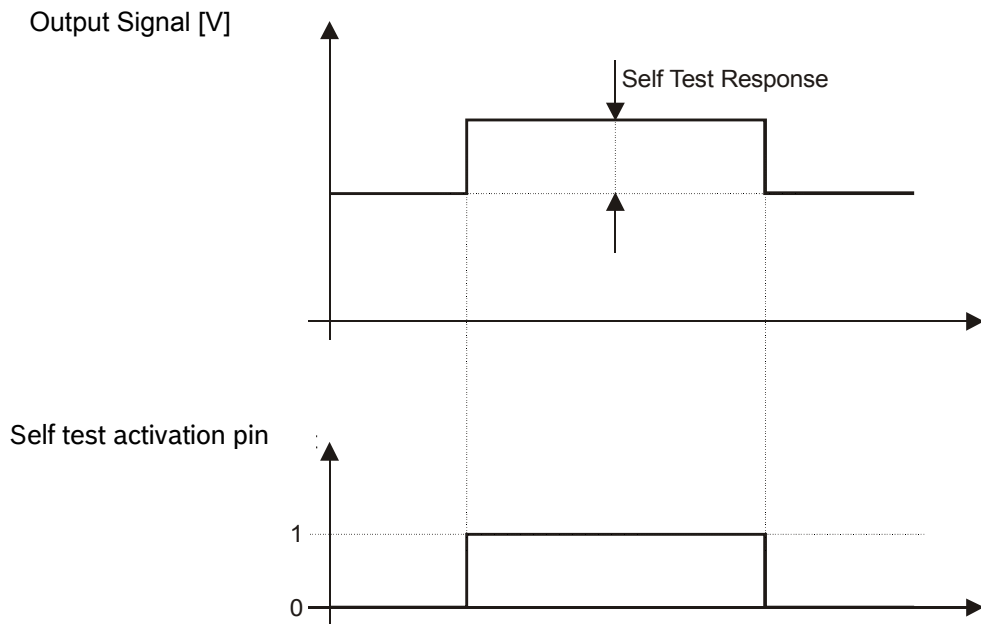 Output Signal [V]
Self Test Response
Self test activation pin
:
1
0